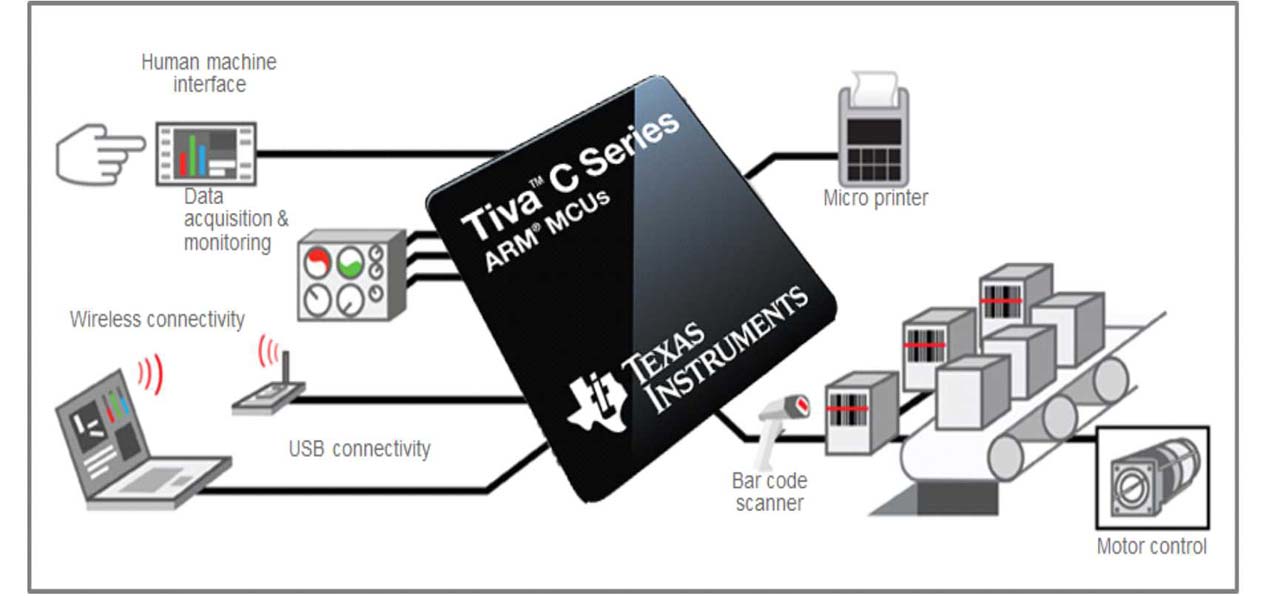 Human machine
interface
Data
acquisition &
monitoring
Wireless connectivity
USB connectivity
Tiva™ C Series
ARM® MCUs
TEXAS
INSTRUMENTS
Micro printer
Bar code
scanner
Motor control